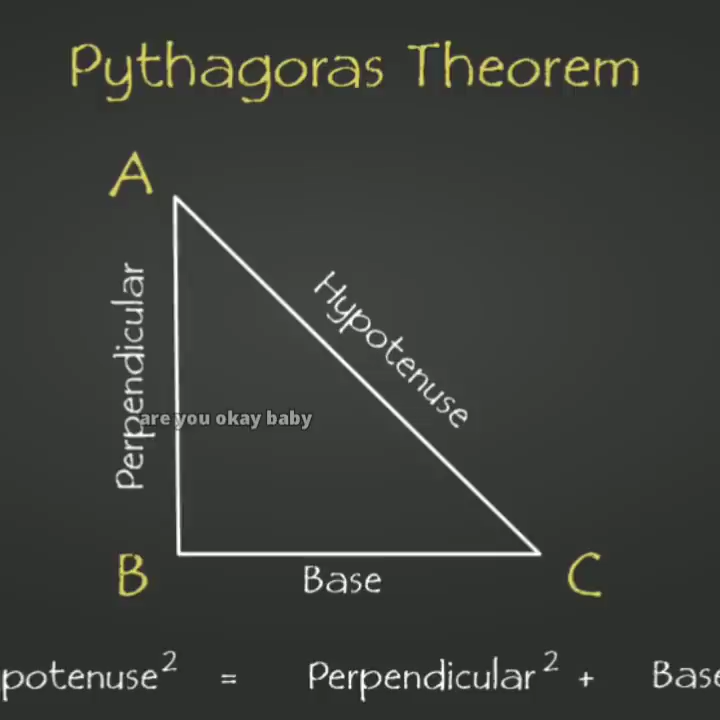 Pythagoras Theorem
A
Perpendicular
Hypotenuse
are you okay baby
B
Base
C
potenuse² = Perpendicular² + Base